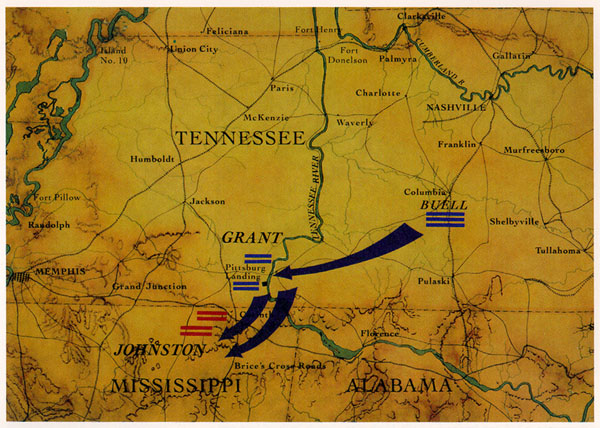 Clarksville
Feliciana
Fort Henry
Island
No. 10
Union City
Fort
Donelson
Palmyra
CUMBERLAND R.
Gallatin
Paris
Charlotte
NASHVILLE
McKenzie
Waverly
TENNESSEE
Franklin
Murfreesboro
Humboldt
TENNESSEE RIVER
Fort Pillow
Jackson
Columbia
BUELL
Randolph
Shelbyville
GRANT
Tullahoma
Pittsburg
Landing
MEMPHIS
Grand Junction
Pulaski
Florence
JOHNSTON
Brice's Cross Roads
MISSISSIPPI
ALABAMA